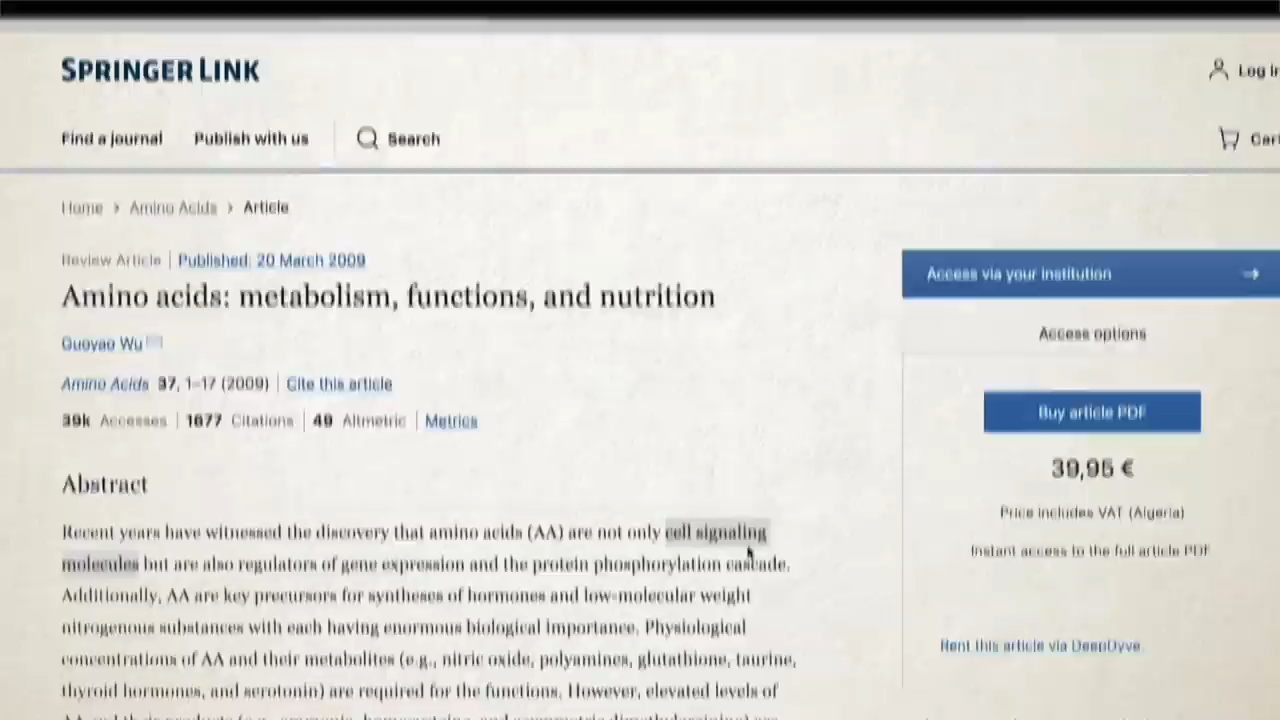 SPRINGER LINK
Log in
Find a journal Publish with us Search
Cart
Home > Amino Acids > Article
Review Article | Published: 20 March 2009
Amino acids: metabolism, functions, and nutrition
Guoyao Wu
Amino Acids 37, 1–17 (2009) | Cite this article
39k Accesses | 1677 Citations | 49 Altmetric | Metrics
Abstract
Recent years have witnessed the discovery that amino acids (AA) are not only cell signaling
molecules but are also regulators of gene expression and the protein phosphorylation cascade.
Additionally, AA are key precursors for syntheses of hormones and low-molecular weight
nitrogenous substances with each having enormous biological importance. Physiological
concentrations of AA and their metabolites (e.g., nitric oxide, polyamines, glutathione, taurine,
thyroid hormones, and serotonin) are required for the functions. However, elevated levels of
Access via your institution →
Access options
Buy article PDF
39,95 €
Price includes VAT (Algeria)
Instant access to the full article PDF
Rent this article via DeepDyve.